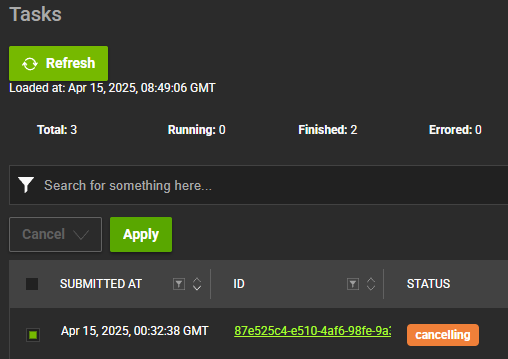 Tasks
Refresh
Loaded at: Apr 15, 2025, 08:49:06 GMT
Total: 3 Running: 0 Finished: 2 Errored: 0
Search for something here...
Cancel Apply
SUBMITTED AT ID STATUS
Apr 15, 2025, 00:32:38 GMT 87e525c4-e510-4af6-98fe-9a3 cancelling